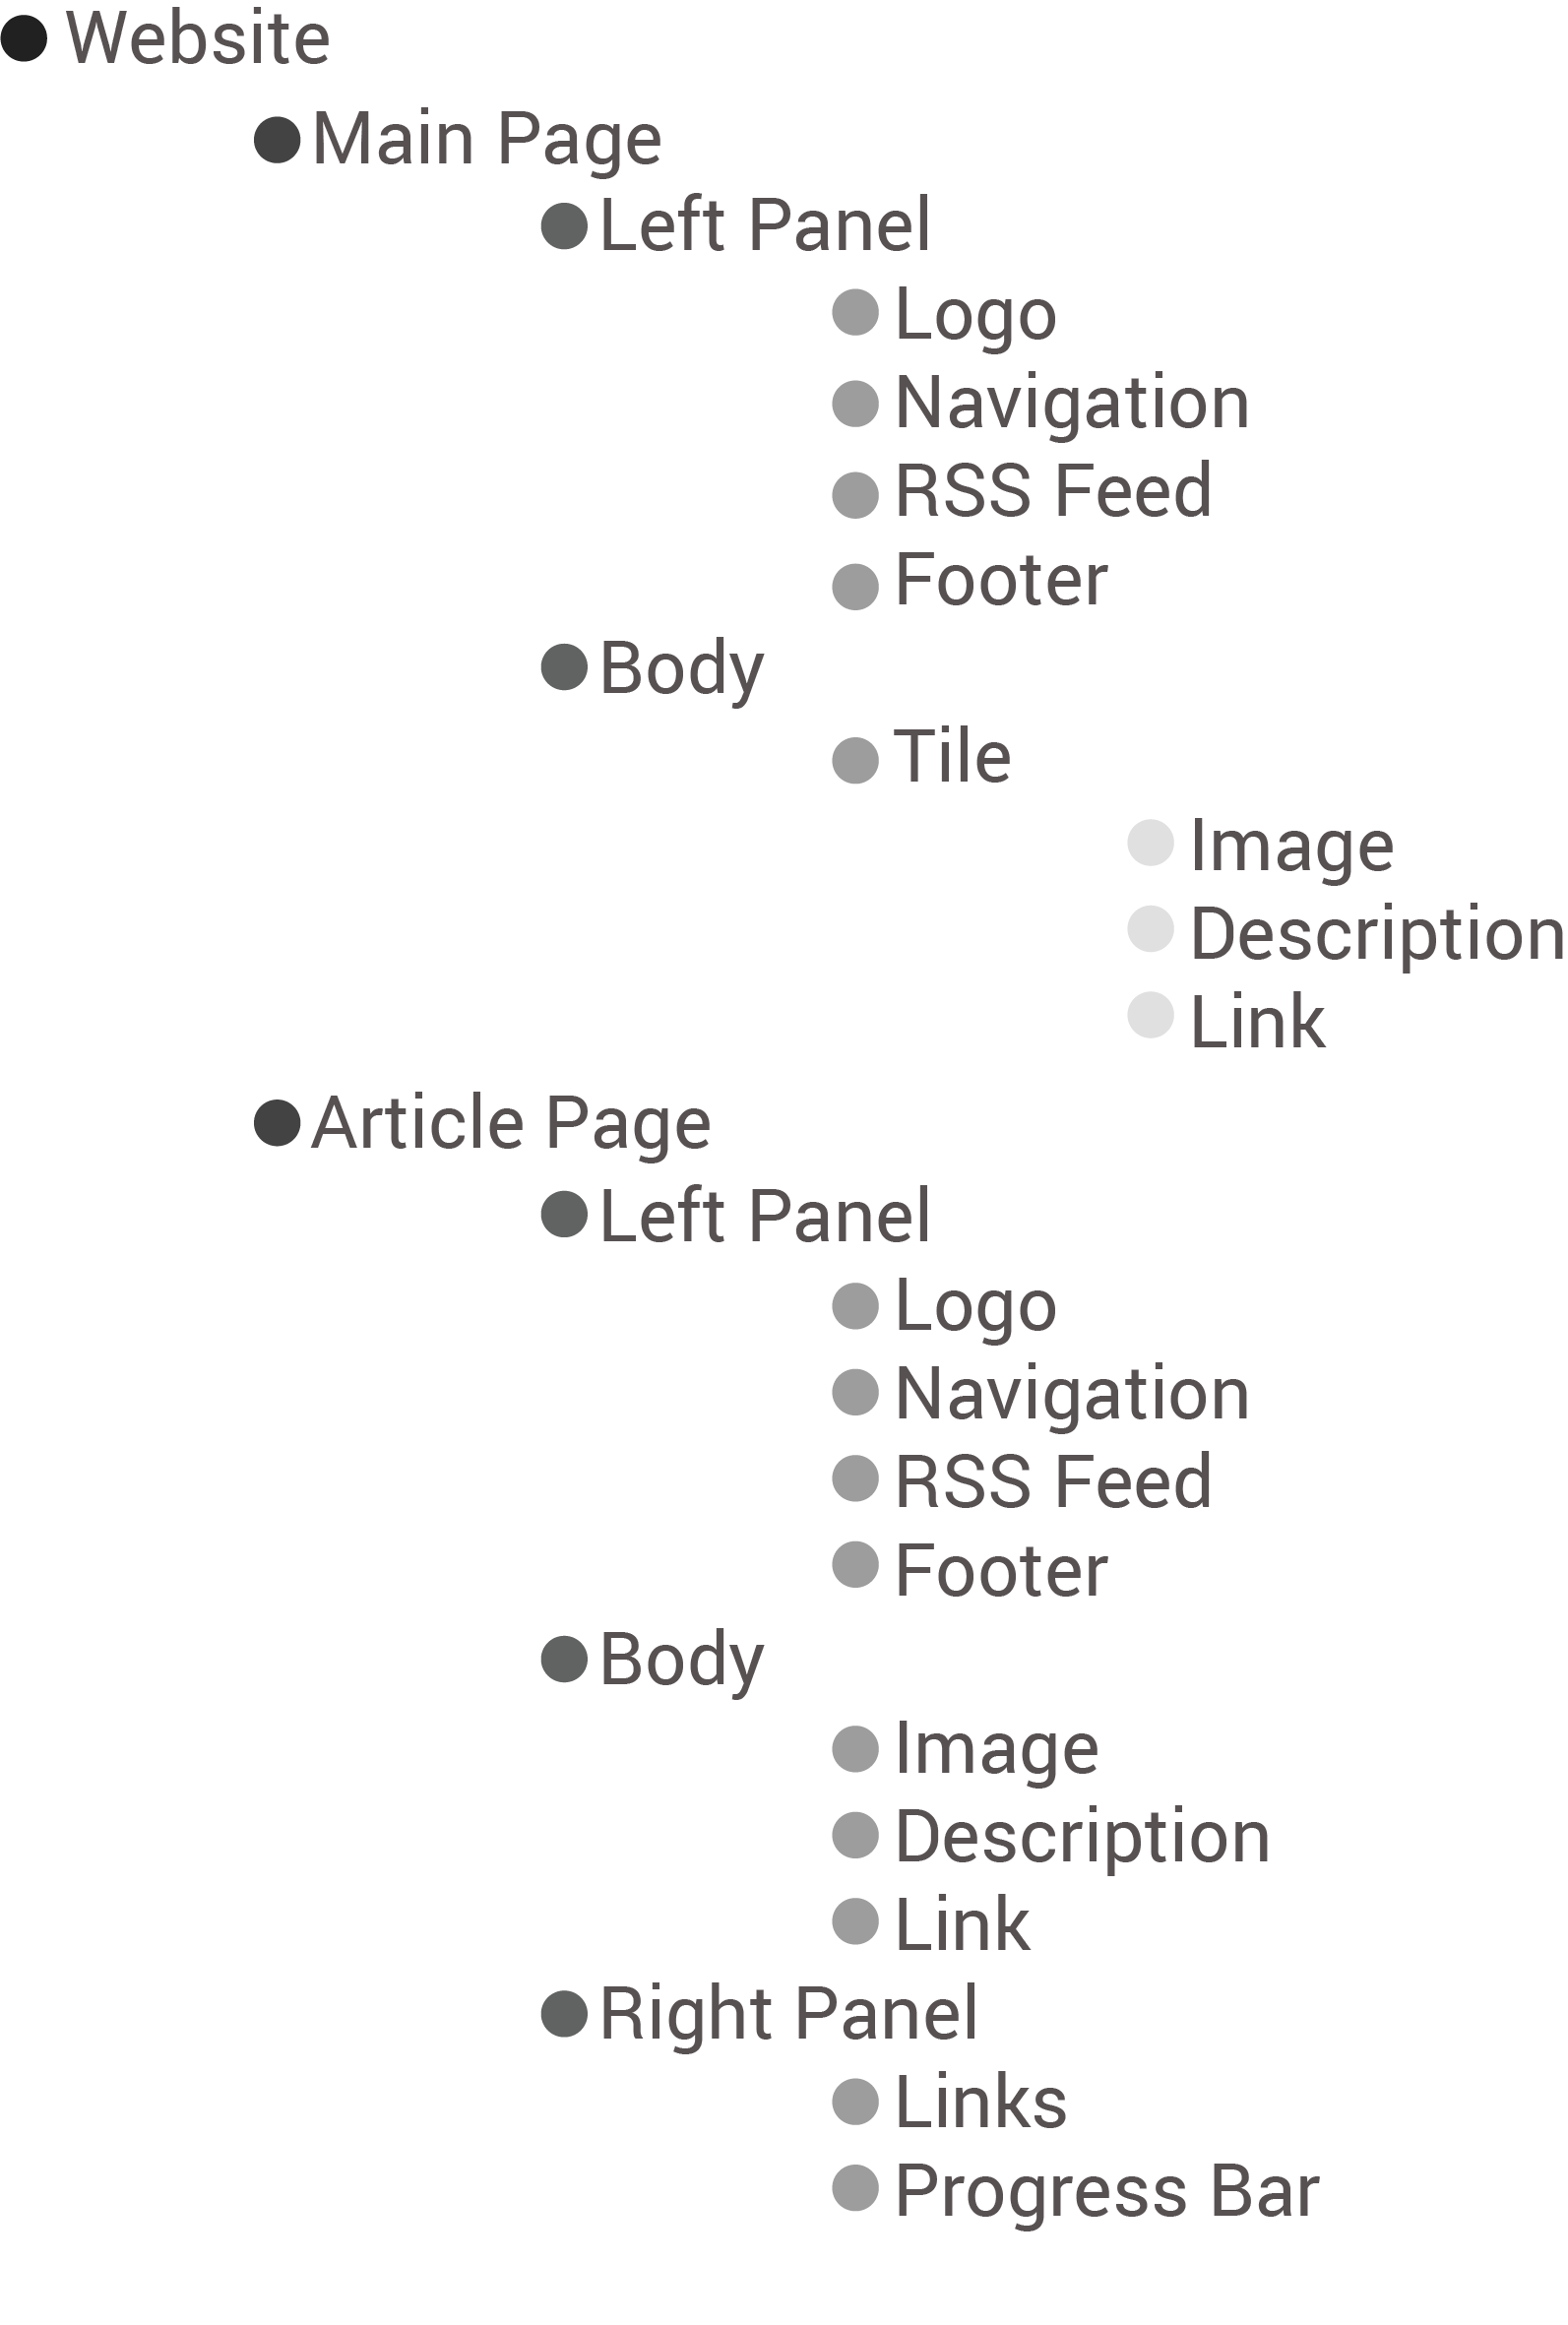 Website
Main Page
Left Panel
Logo
Navigation
RSS Feed
Footer
Body
Tile
Image
Description
Link
Article Page
Left Panel
Logo
Navigation
RSS Feed
Footer
Body
Image
Description
Link
Right Panel
Links
Progress Bar